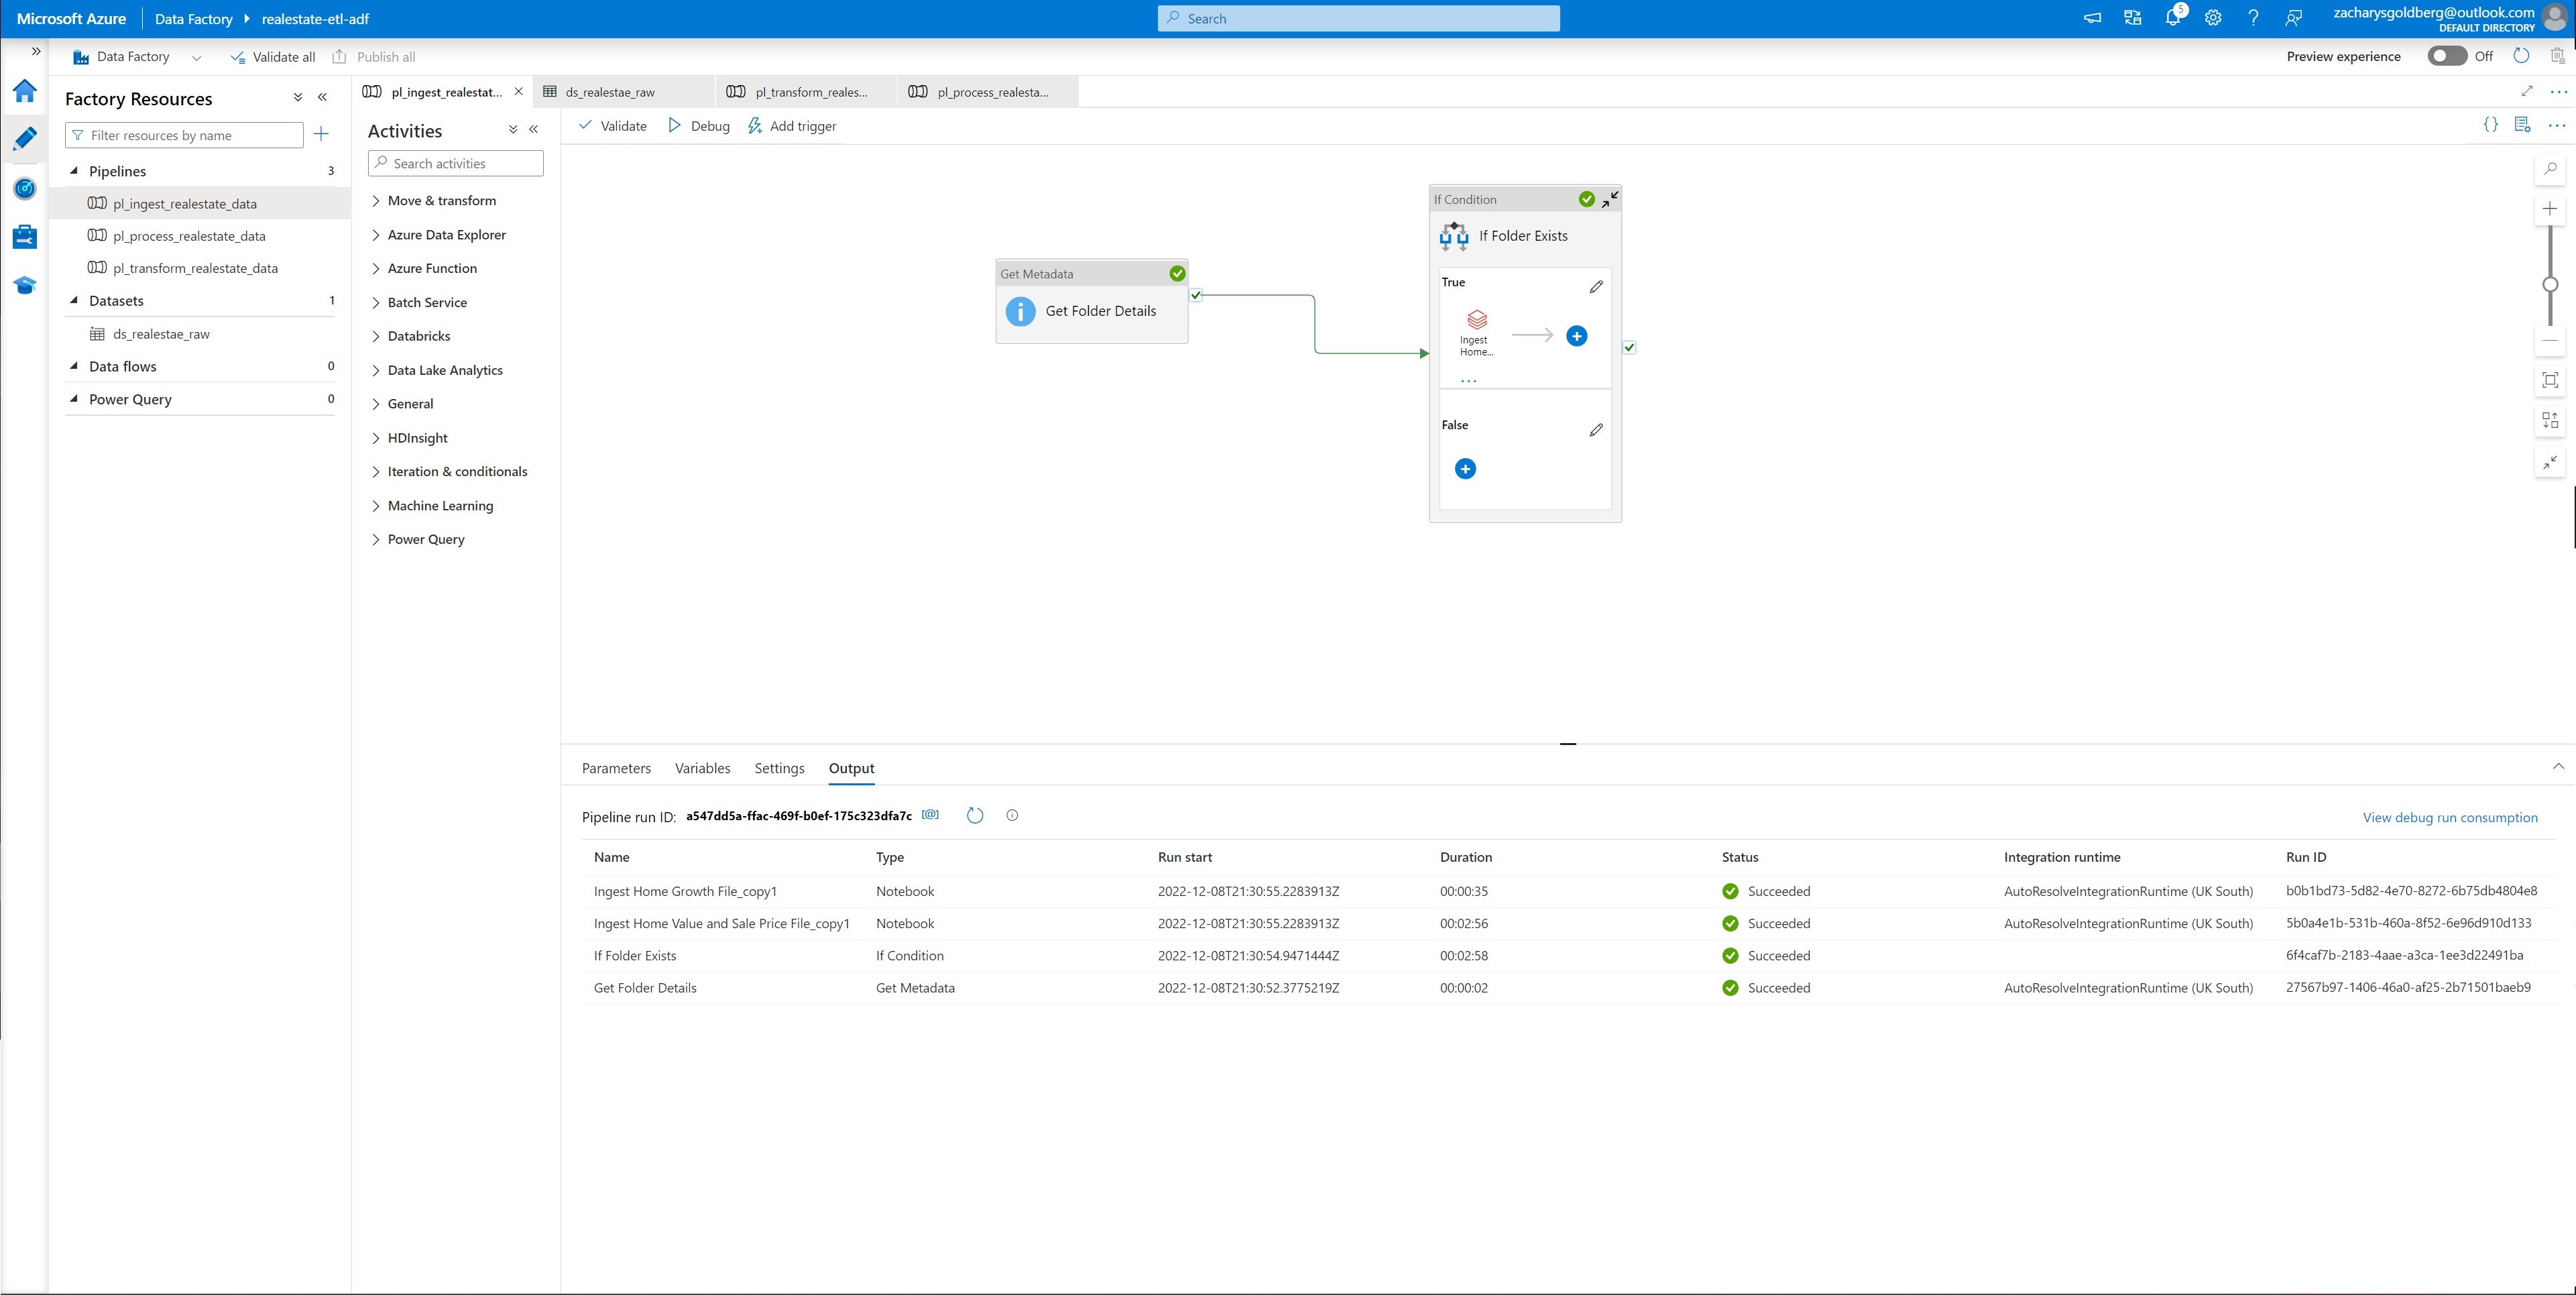 Microsoft Azure
Data Factory
realestate-etl-adf
Search
5
zacharysgoldberg@outlook.com
DEFAULT DIRECTORY
Data Factory
Validate all
Publish all
Preview experience
Off
Factory Resources
Filter resources by name
Pipelines 3
pl_ingest_realestate_data
pl_process_realestate_data
pl_transform_realestate_data
Datasets 1
ds_realestae_raw
Data flows 0
Power Query 0
pl_ingest_realestat...
ds_realestae_raw
pl_transform_reales...
pl_process_realesta...
Activities
Search activities
Move & transform
Azure Data Explorer
Azure Function
Batch Service
Databricks
Data Lake Analytics
General
HDInsight
Iteration & conditionals
Machine Learning
Power Query
Validate
Debug
Add trigger
Get Metadata
Get Folder Details
If Condition
If Folder Exists
True
Ingest
Home...
...
False
Parameters
Variables
Settings
Output
Pipeline run ID: a547dd5a-ffac-469f-b0ef-175c323dfa7c
View debug run consumption
Name Type Run start Duration Status Integration runtime Run ID
Ingest Home Growth File_copy1 Notebook 2022-12-08T21:30:55.2283913Z 00:00:35 Succeeded AutoResolveIntegrationRuntime (UK South) b0b1bd73-5d82-4e70-8272-6b75db4804e8
Ingest Home Value and Sale Price File_copy1 Notebook 2022-12-08T21:30:55.2283913Z 00:02:56 Succeeded AutoResolveIntegrationRuntime (UK South) 5b0a4e1b-531b-460a-8f52-6e96d910d133
If Folder Exists If Condition 2022-12-08T21:30:54.9471444Z 00:02:58 Succeeded 6f4caf7b-2183-4aae-a3ca-1ee3d22491ba
Get Folder Details Get Metadata 2022-12-08T21:30:52.3775219Z 00:00:02 Succeeded AutoResolveIntegrationRuntime (UK South) 27567b97-1406-46a0-af25-2b71501baeb9